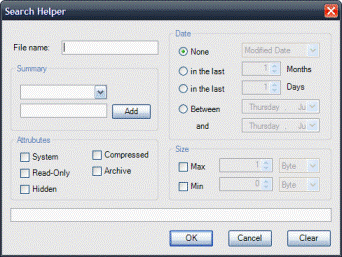 Search Helper
File name:
Summary
Add
Attrubutes
System
Compressed
Read-Only
Archive
Hidden
Date
None
Modified Date
in the last
1
Months
in the last
1
Days
Between
Thursday , Ju
and
Thursday , Ju
Size
Max
1
Byte
Min
0
Byte
OK
Cancel
Clear